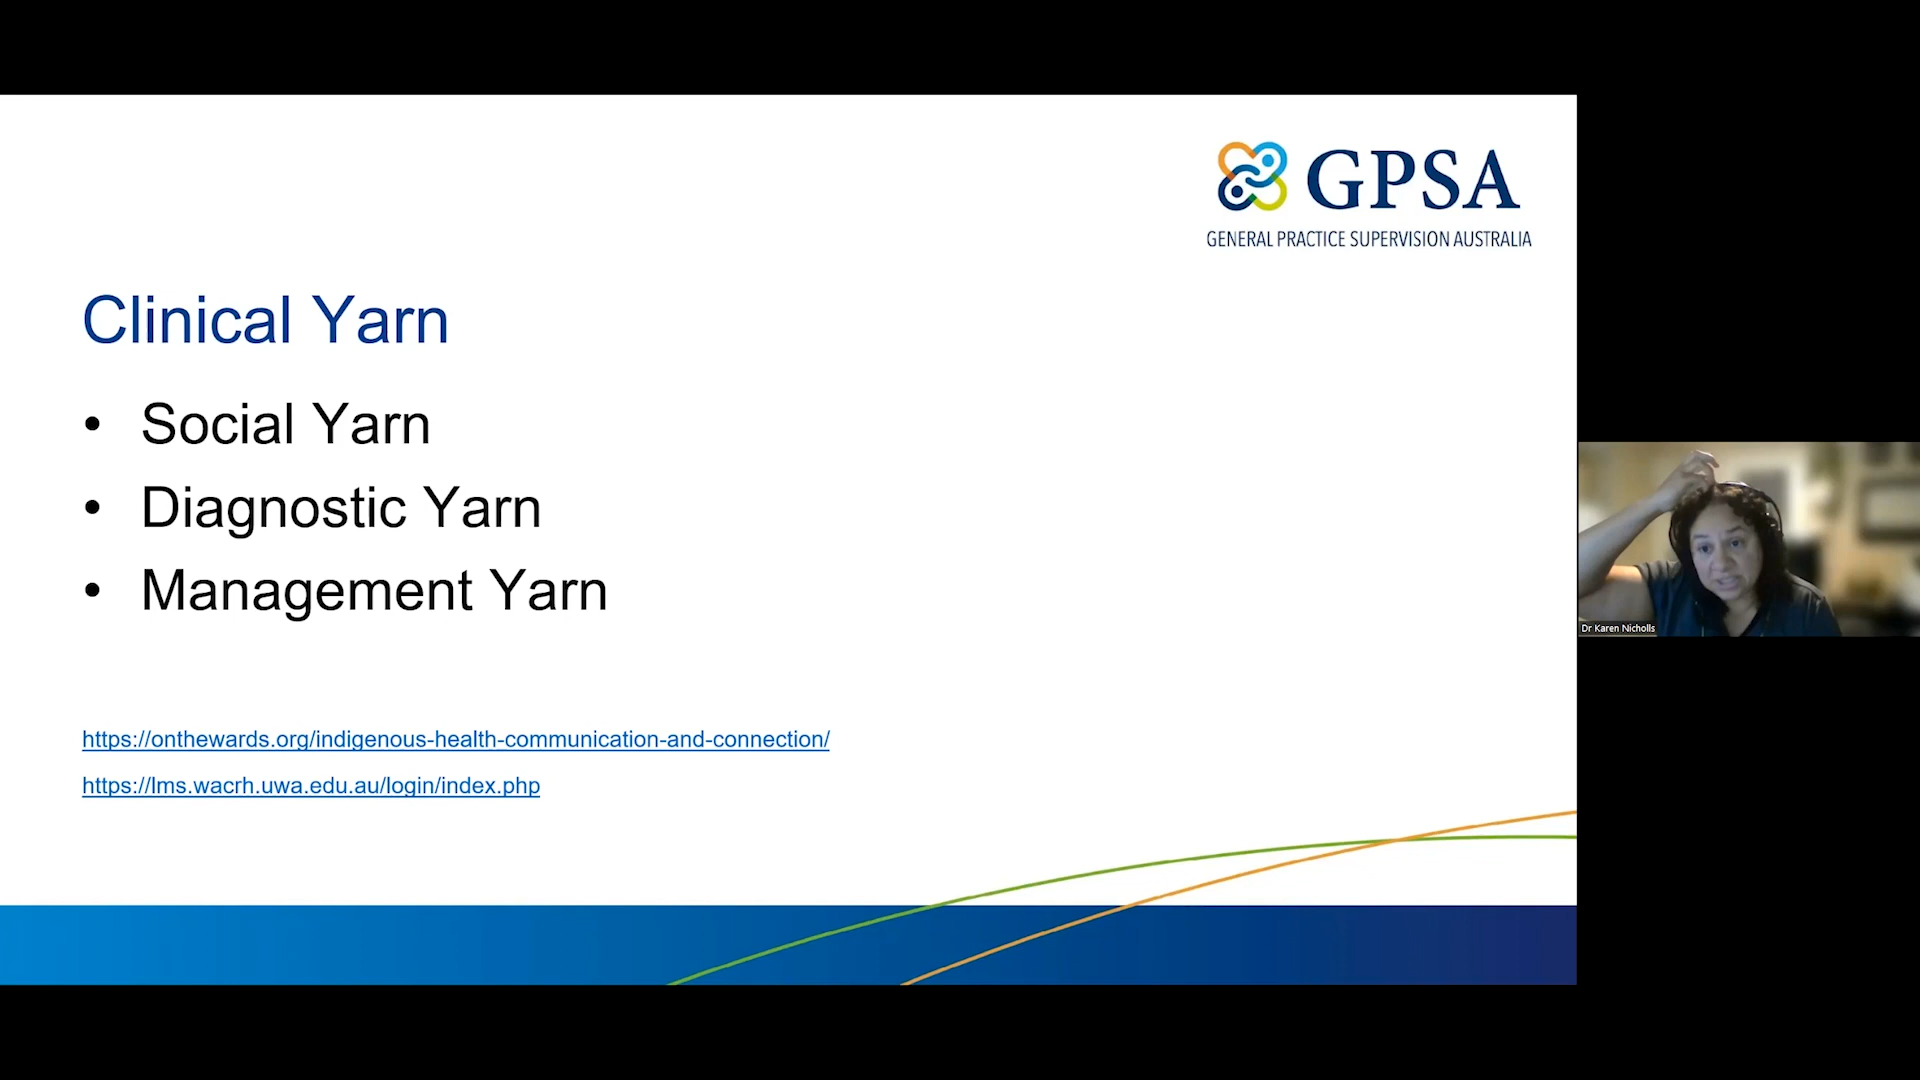 GPSA
GENERAL PRACTICE SUPERVISION AUSTRALIA
Clinical Yarn
• Social Yarn
• Diagnostic Yarn
• Management Yarn
https://onthewards.org/indigenous-health-communication-and-connection/
https://lms.wacrh.uwa.edu.au/login/index.php
Dr Karen Nicholls